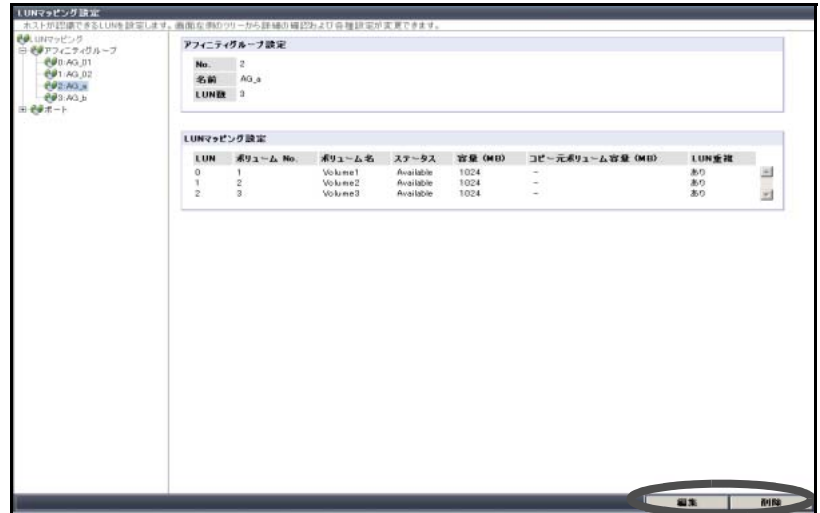 LUNマッピング設定
ホストが認識できるLUNを設定します。画面左側のツリーから詳細の確認および各種設定が変更できます。
LUNマッピング
アフィニティグループ
0:AG_01
1:AG_02
2:AG_a
3:AG_b
ポート
アフィニティグループ設定
No. 2
名前 AG_a
LUN数 3
LUNマッピング設定
LUN ボリューム No. ボリューム名 ステータス 容量 (MB) コピー元ボリューム容量 (MB) LUN重複
0 1 Volume1 Available 1024 - あり
1 2 Volume2 Available 1024 - あり
2 3 Volume3 Available 1024 - あり
編集 削除